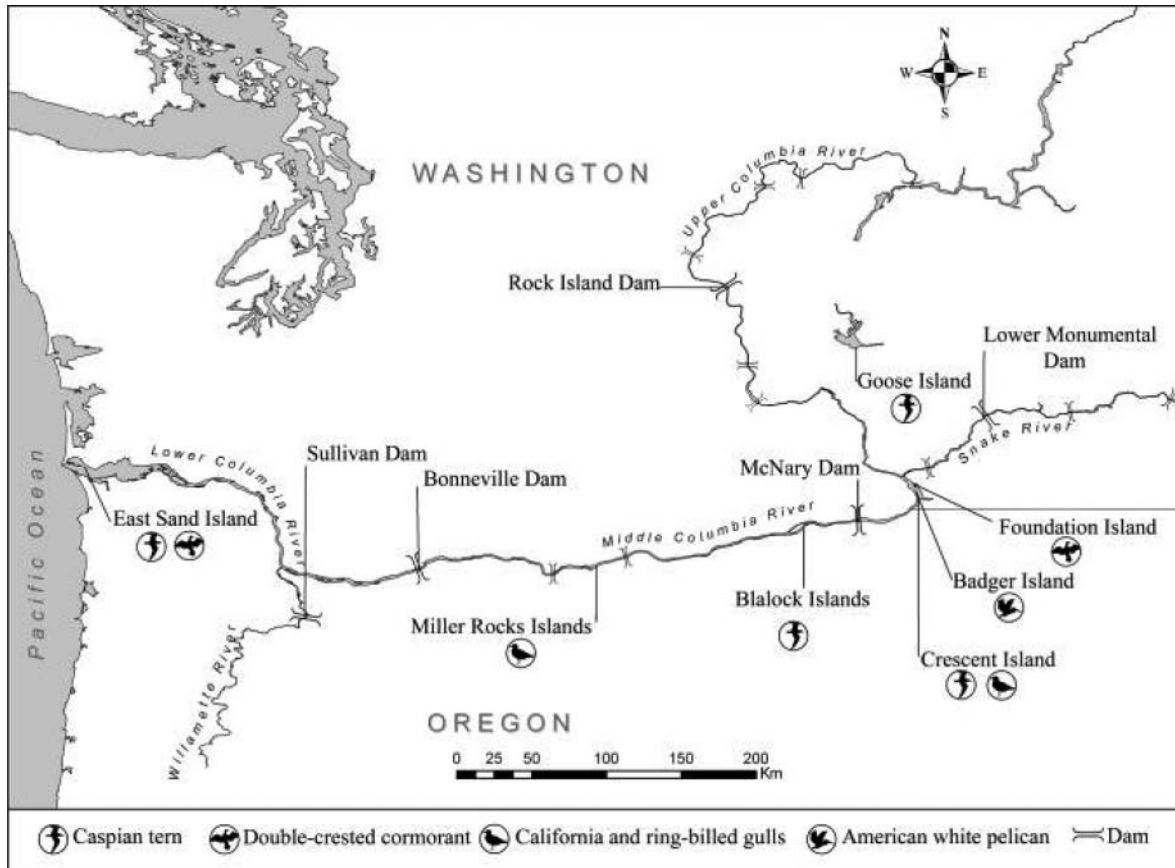 N
W E
S
WASHINGTON
Upper Columbia River
Rock Island Dam
Lower Monumental
Dam
Goose Island
Snake River
Sullivan Dam
Lower Columbia River
Bonneville Dam
McNary Dam
East Sand Island
Middle Columbia River
Foundation Island
Pacific Ocean
Badger Island
Blalock Islands
Miller Rocks Islands
Crescent Island
Willamette River
OREGON
0 25 50 100 150 200
Km
Caspian tern Double-crested cormorant California and ring-billed gulls American white pelican Dam